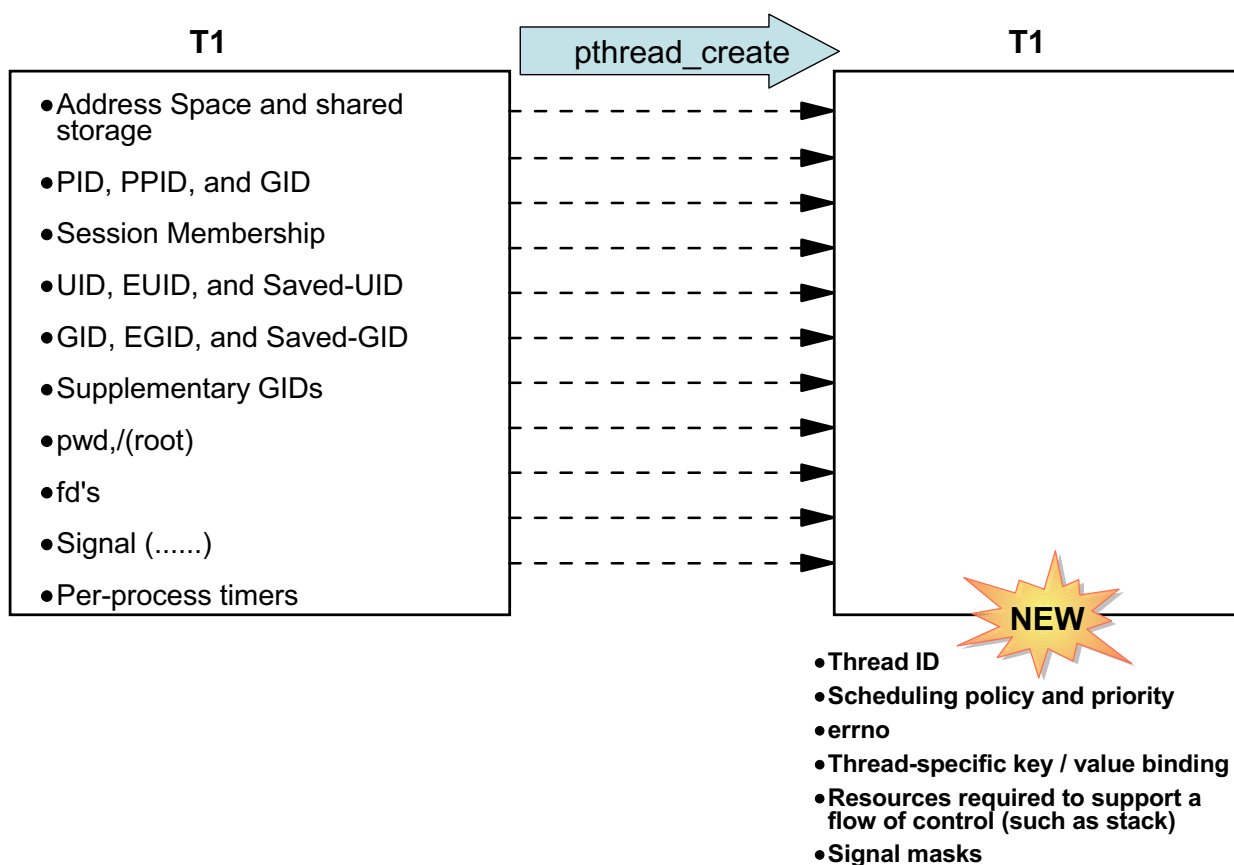 T1
pthread_create
T1
•Address Space and shared
storage
•PID, PPID, and GID
•Session Membership
•UID, EUID, and Saved-UID
•GID, EGID, and Saved-GID
•Supplementary GIDs
•pwd,/(root)
•fd's
•Signal (......)
•Per-process timers
NEW
•Thread ID
•Scheduling policy and priority
•errno
•Thread-specific key / value binding
•Resources required to support a
flow of control (such as stack)
•Signal masks